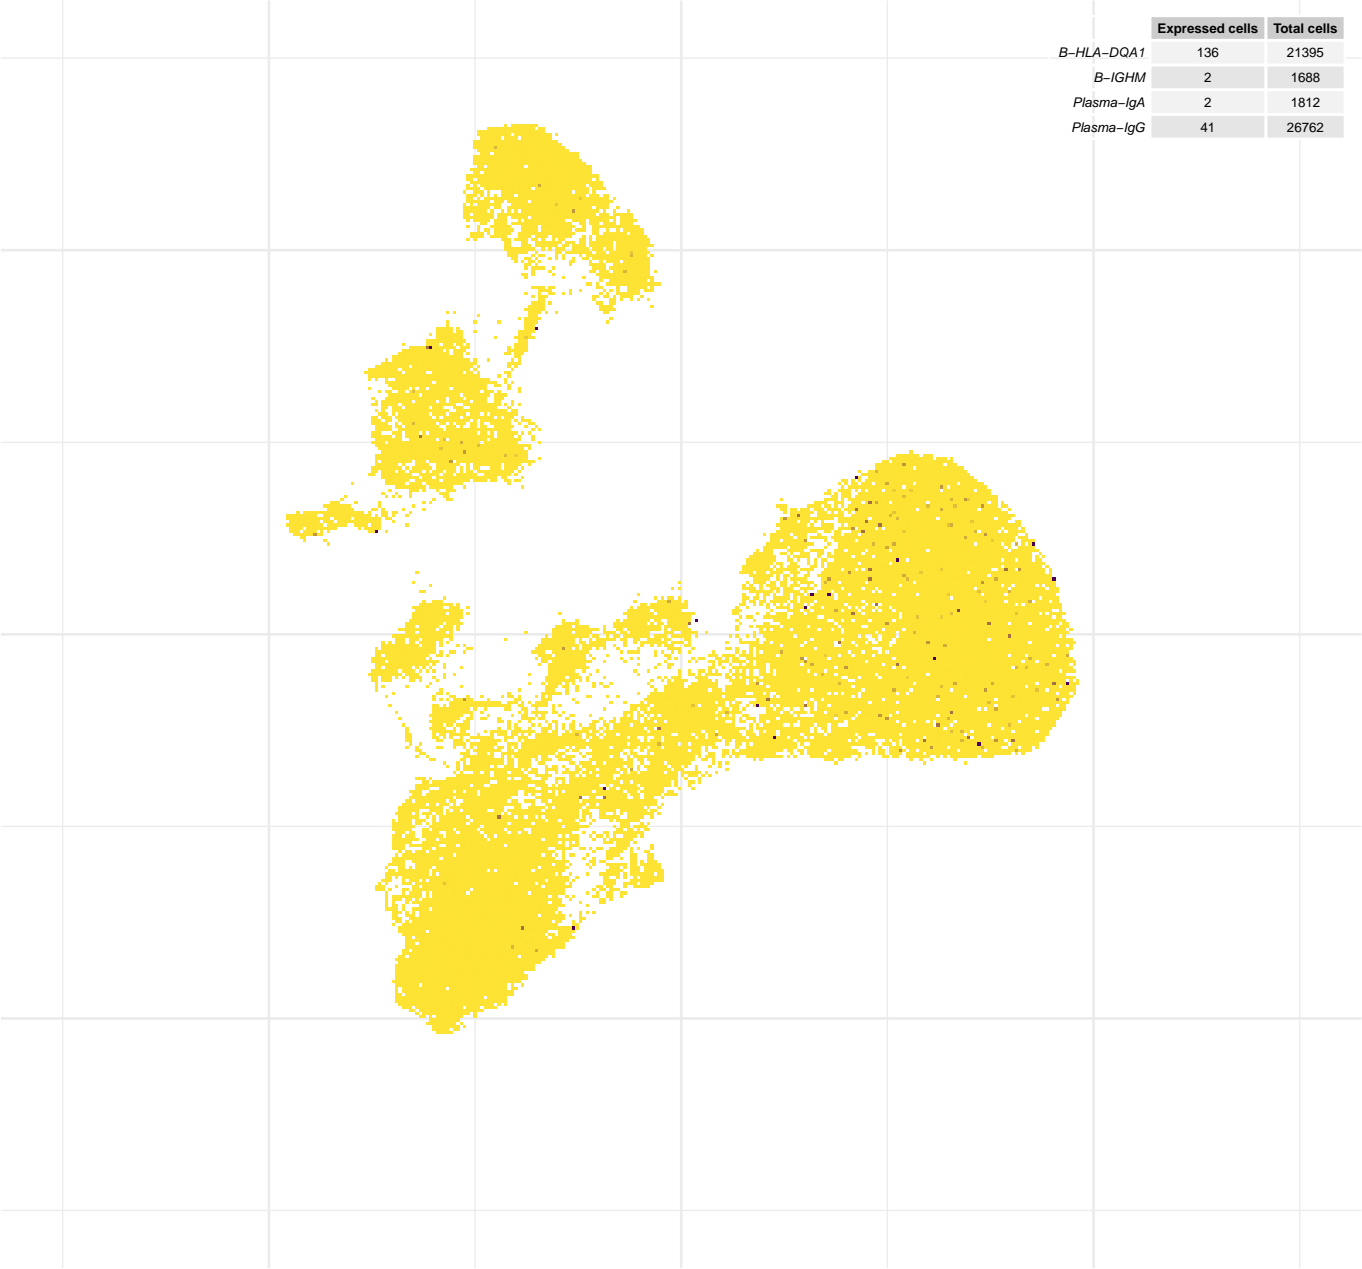 Expressed cells Total cells
B−HLA−DQA1 136 21395
B−IGHM 2 1688
Plasma−IgA 2 1812
Plasma−IgG 41 26762